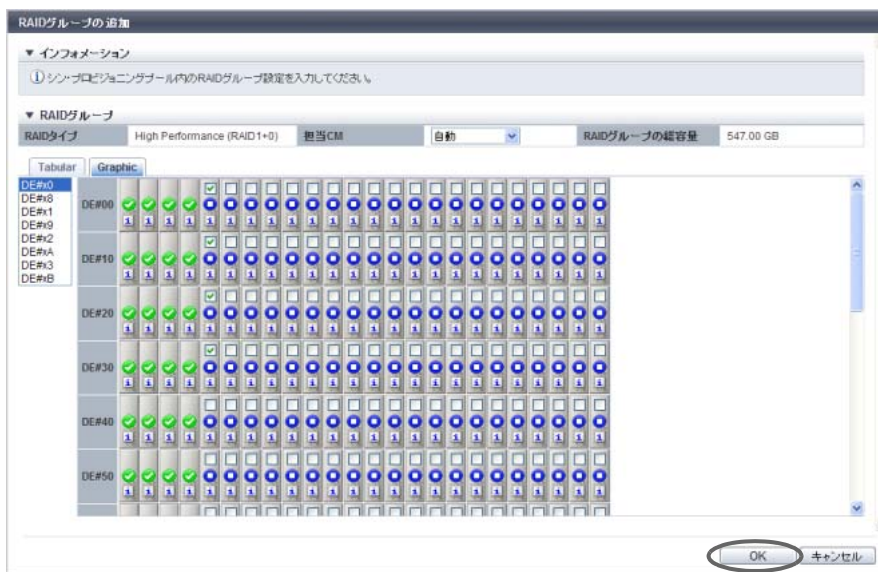 RAIDグループの追加
▼ インフォメーション
シン・プロビジョニングプール内のRAIDグループ設定を入力してください。
▼ RAIDグループ
RAIDタイプ High Performance (RAID1+0) 担当CM 自動 RAIDグループの総容量 547.00 GB
Tabular Graphic
DE#x0
DE#x8
DE#x1
DE#x9
DE#x2
DE#xA
DE#x3
DE#xB
DE#00
DE#10
DE#20
DE#30
DE#40
DE#50
OK キャンセル